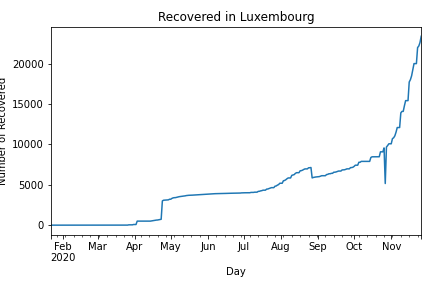 Recovered in Luxembourg
Number of Recovered
20000
15000
10000
5000
0
Feb Mar Apr May Jun Jul Aug Sep Oct Nov
2020
Day